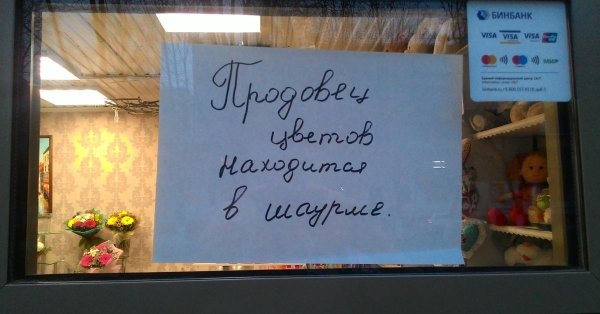 Продовец
цветов
находится
в шаурме.
БИНБАНК
VISA VISA VISA
МИР